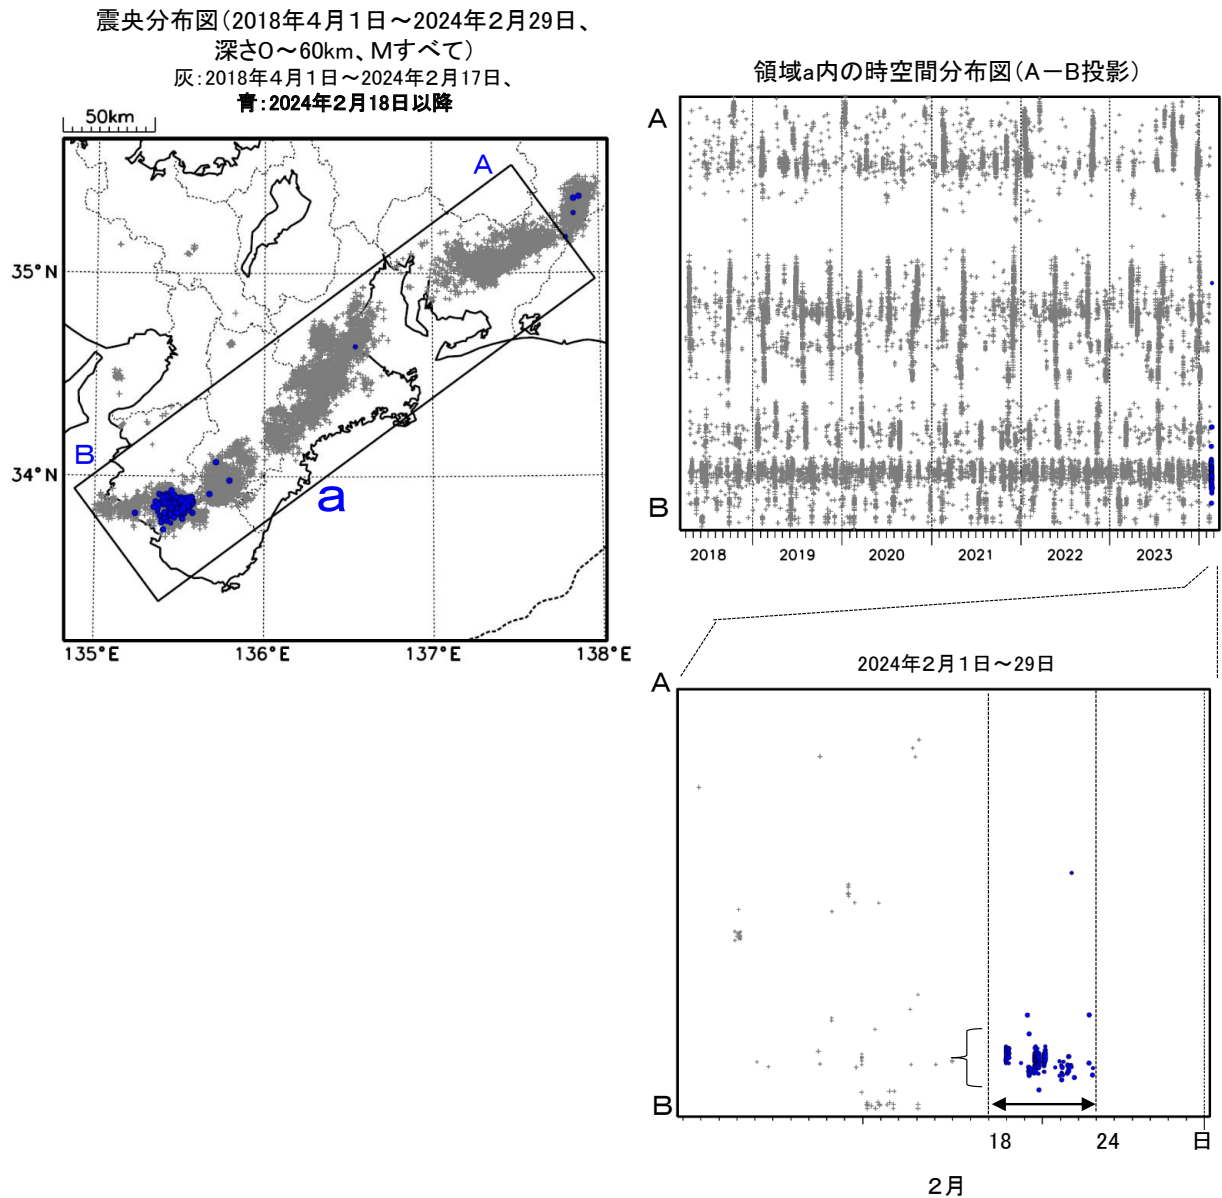 震央分布図(2018年4月1日~2024年2月29日、
深さ0~60km、Mすべて)
灰:2018年4月1日~2024年2月17日、
青:2024年2月18日以降
50km
A
35°N
B
34°N
a
135°E
136°E
137°E
138°E
領域a内の時空間分布図(A-B投影)
A
B
2018
2019
2020
2021
2022
2023
2024年2月1日~29日
A
B
18
24
日
2月